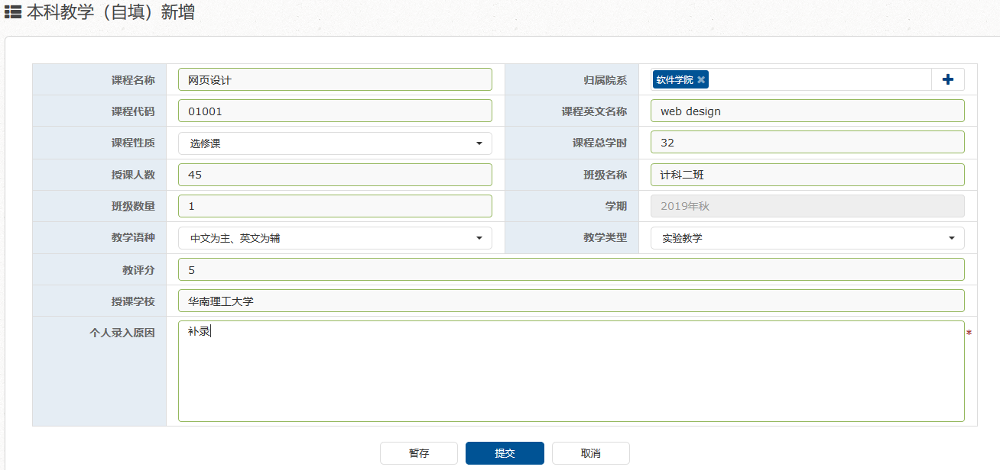 本科教学（自填）新增
课程名称 网页设计 归属院系 软件学院
课程代码 01001 课程英文名称 web design
课程性质 选修课 课程总学时 32
授课人数 45 班级名称 计科二班
班级数量 1 学期 2019年秋
教学语种 中文为主、英文为辅 教学类型 实验教学
教评分 5
授课学校 华南理工大学
个人录入原因 补录 *
暂存 提交 取消